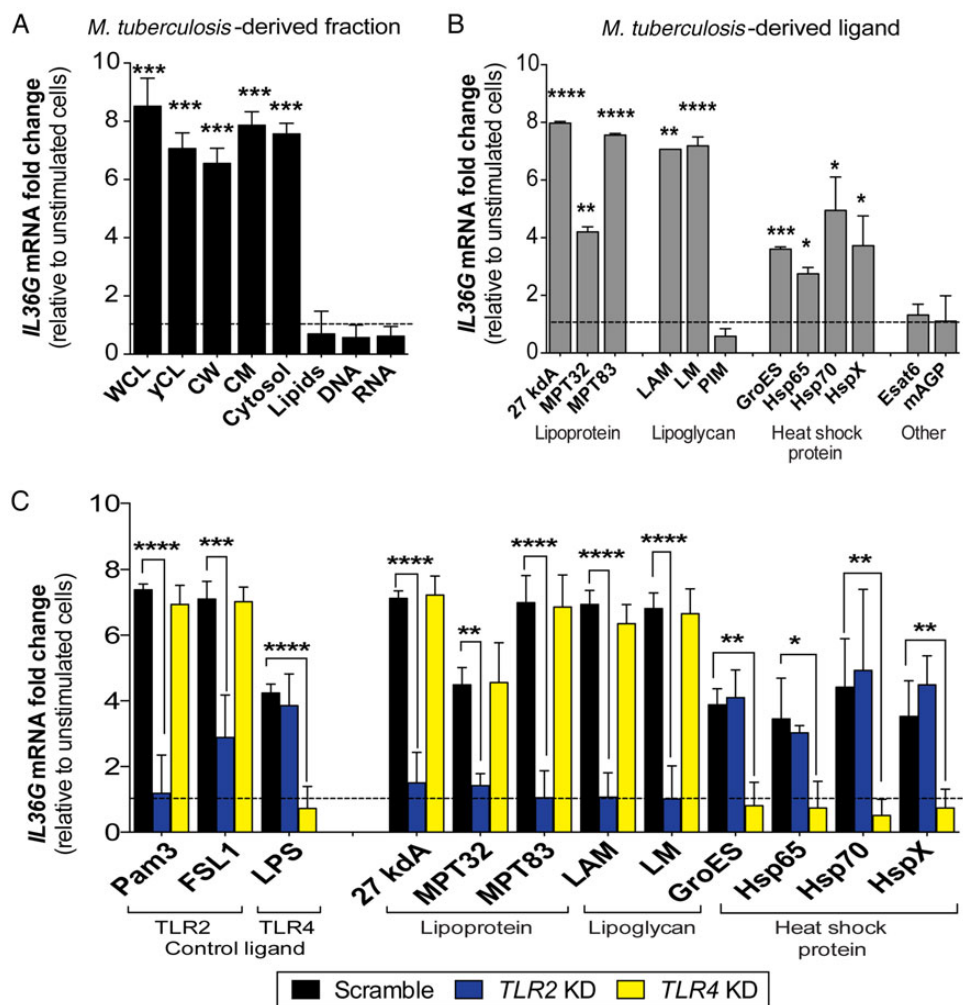 A
M. tuberculosis-derived fraction
IL36G mRNA fold change
(relative to unstimulated cells)
10
8
6
4
2
0
***
***
***
***
***
WCL
γCL
CW
CM
Cytosol
Lipids
DNA
RNA
B
M. tuberculosis-derived ligand
IL36G mRNA fold change
(relative to unstimulated cells)
10
8
6
4
2
0
****
**
****
**
****
***
*
*
*
27 kdA
MPT32
MPT83
LAM
LM
PIM
GroES
Hsp65
Hsp70
HspX
Esat6
mAGP
Lipoprotein
Lipoglycan
Heat shock
protein
Other
C
IL36G mRNA fold change
(relative to unstimulated cells)
10
8
6
4
2
0
****
***
****
****
**
****
****
****
**
*
**
**
Pam3
FSL1
LPS
27 kdA
MPT32
MPT83
LAM
LM
GroES
Hsp65
Hsp70
HspX
TLR2
TLR4
Control ligand
Lipoprotein
Lipoglycan
Heat shock
protein
Scramble
TLR2 KD
TLR4 KD